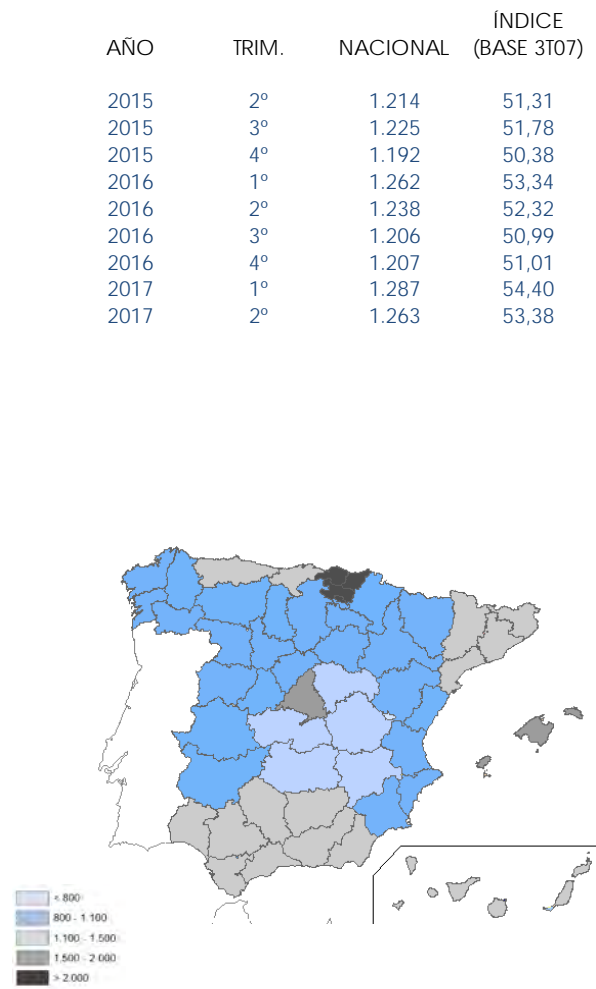 ÍNDICE
AÑO TRIM. NACIONAL (BASE 3T07)
2015 2º 1.214 51,31
2015 3º 1.225 51,78
2015 4º 1.192 50,38
2016 1º 1.262 53,34
2016 2º 1.238 52,32
2016 3º 1.206 50,99
2016 4º 1.207 51,01
2017 1º 1.287 54,40
2017 2º 1.263 53,38
< 800
800 - 1.100
1.100 - 1.500
1.500 - 2.000
> 2.000